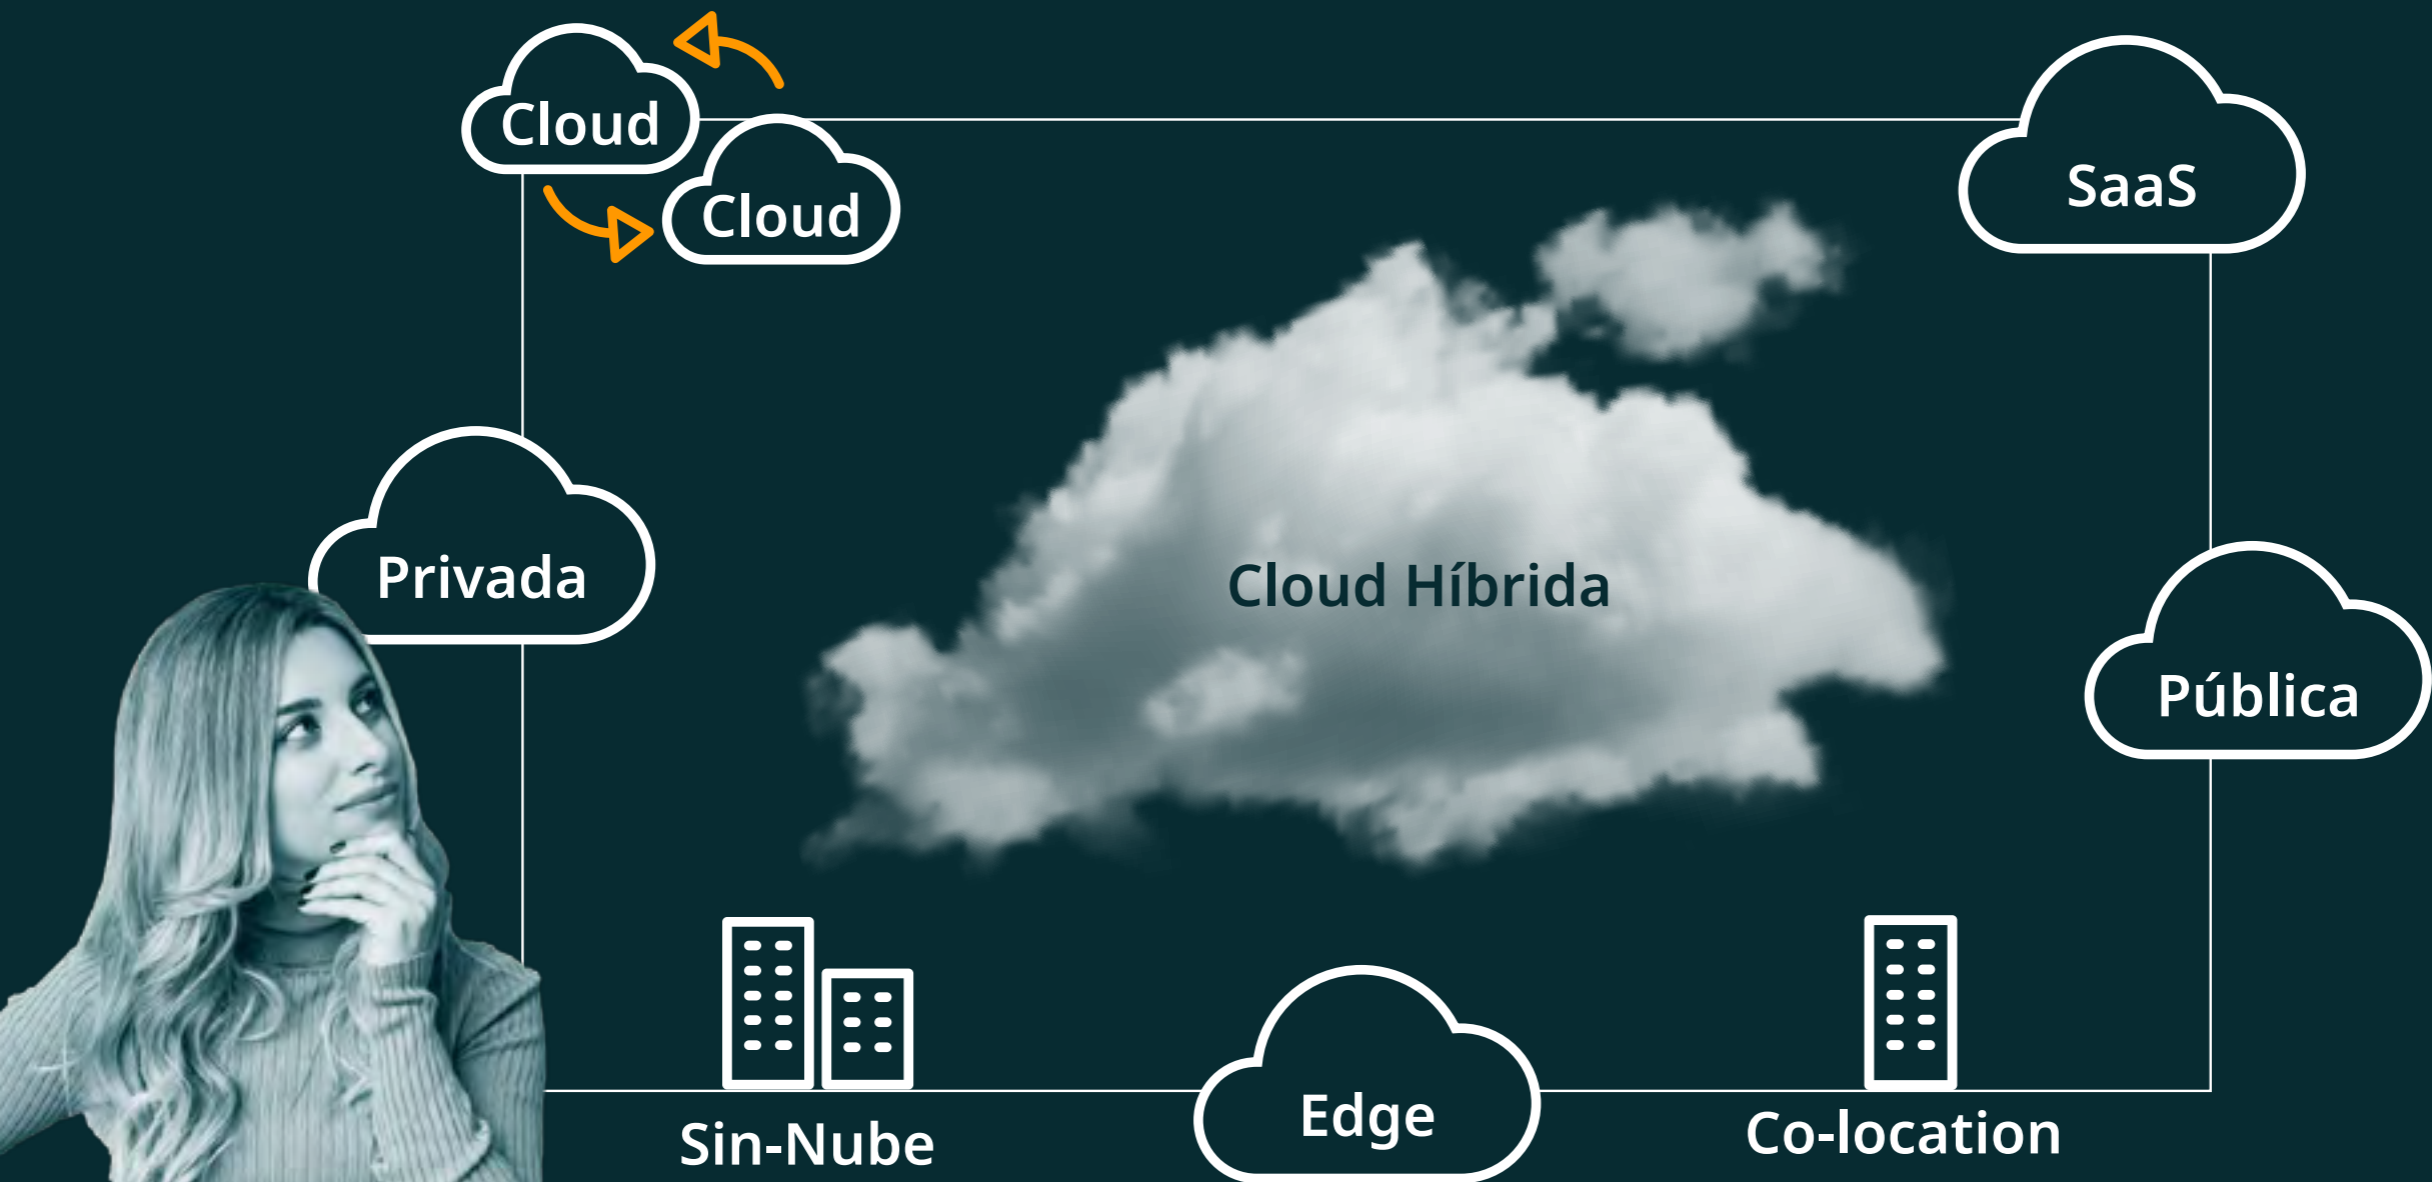 Cloud
Cloud
SaaS
Privada
Cloud Híbrida
Pública
Sin-Nube
Edge
Co-location